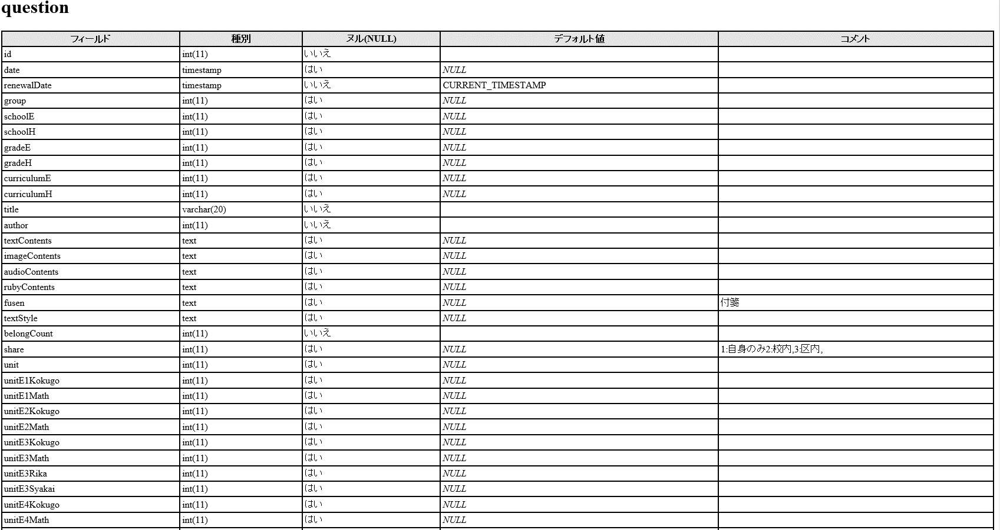 question
フィールド 種別 ヌル(NULL) デフォルト値 コメント
id int(11) いいえ
date timestamp はい NULL
renewalDate timestamp いいえ CURRENT_TIMESTAMP
group int(11) はい NULL
schoolE int(11) はい NULL
schoolH int(11) はい NULL
gradeE int(11) はい NULL
gradeH int(11) はい NULL
curriculumE int(11) はい NULL
curriculumH int(11) はい NULL
title varchar(20) いいえ
author int(11) いいえ
textContents text はい NULL
imageContents text はい NULL
audioContents text はい NULL
rubyContents text はい NULL
fusen text はい NULL 付箋
textStyle text はい NULL
belongCount int(11) いいえ
share int(11) はい NULL 1:自身のみ2:校内,3:区内,
unit int(11) はい NULL
unitE1Kokugo int(11) はい NULL
unitE1Math int(11) はい NULL
unitE2Kokugo int(11) はい NULL
unitE2Math int(11) はい NULL
unitE3Kokugo int(11) はい NULL
unitE3Math int(11) はい NULL
unitE3Rika int(11) はい NULL
unitE3Syakai int(11) はい NULL
unitE4Kokugo int(11) はい NULL
unitE4Math int(11) はい NULL